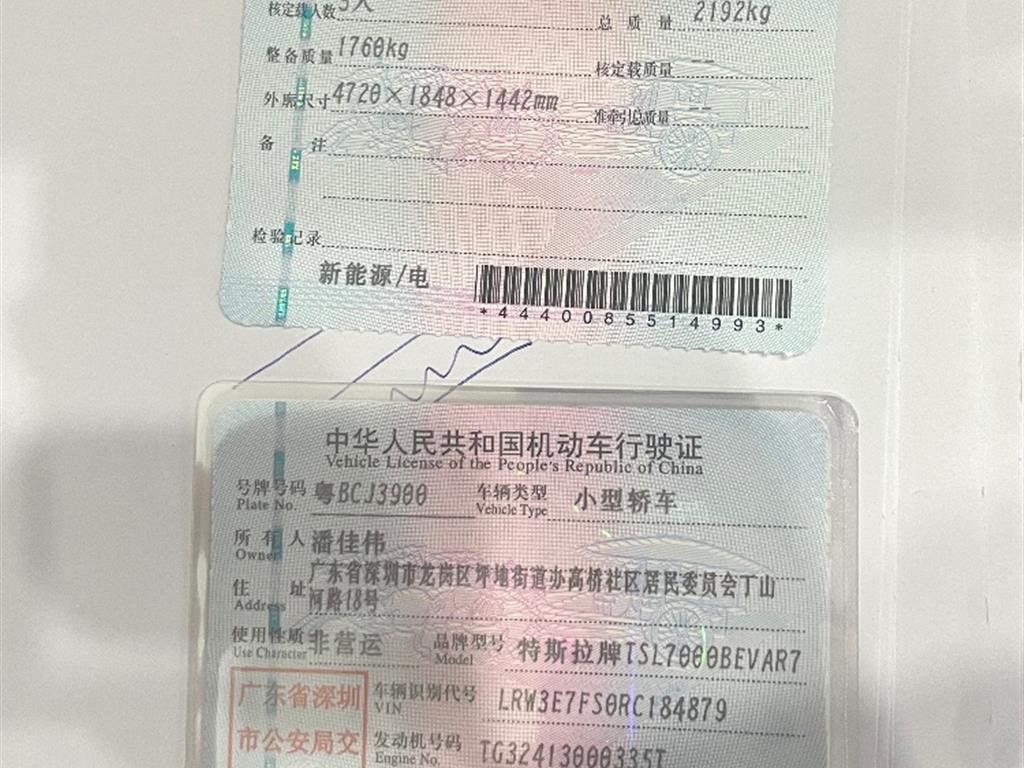 核定载人数 5人 总 质 量 2192kg
整备质量 1760kg 核定载质量 --
外廓尺寸 4720×1848×1442mm 准牵引总质量 --
备 注
检验记录
新能源/电
*4440085514993*
中华人民共和国机动车行驶证
Vehicle License of the People's Republic of China
号牌号码 粤BCJ3900 车辆类型 小型轿车
Plate No. Vehicle Type
所 有 人 潘佳伟
Owner
住 址 广东省深圳市龙岗区坪地街道办高桥社区居民委员会丁山
Address 河路18号
使用性质 非营运 品牌型号 特斯拉牌TSL7000BEVAR7
Use Character Model
广东省深圳 车辆识别代号 LRW3E7FS0RC184879
VIN
市公安局交 发动机号码 TG32413000335T
Engine No.